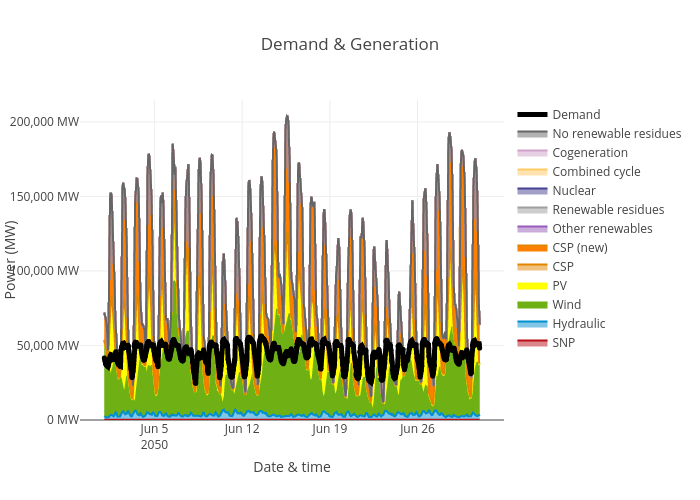 Demand & Generation
200,000 MW
150,000 MW
100,000 MW
50,000 MW
0 MW
Power (MW)
Jun 5
2050
Jun 12
Jun 19
Jun 26
Date & time
Demand
No renewable residues
Cogeneration
Combined cycle
Nuclear
Renewable residues
Other renewables
CSP (new)
CSP
PV
Wind
Hydraulic
SNP